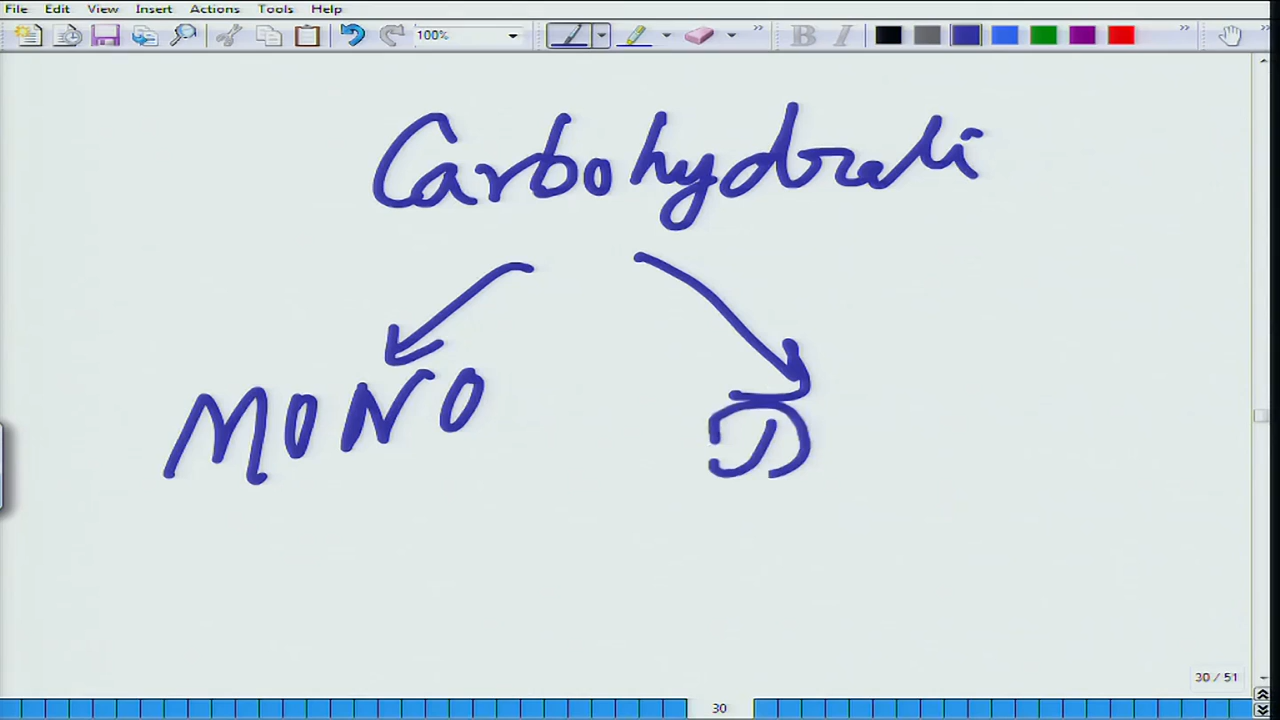 File Edit View Insert Actions Tools Help
100%
B I
Carbohydrate
MONO
30 / 51
30